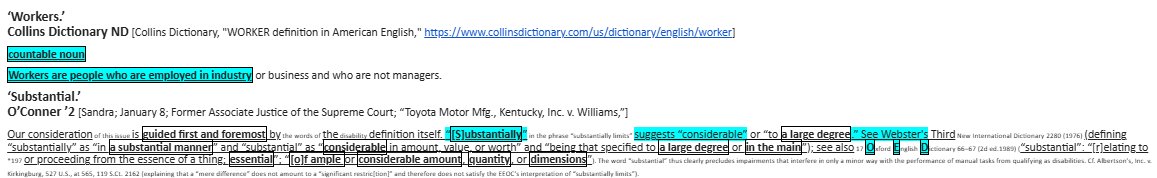 ‘Workers.’
Collins Dictionary ND [Collins Dictionary, "WORKER definition in American English," https://www.collinsdictionary.com/us/dictionary/english/worker]
countable noun
Workers are people who are employed in industry or business and who are not managers.
‘Substantial.’
O’Conner ’2 [Sandra; January 8; Former Associate Justice of the Supreme Court; “Toyota Motor Mfg., Kentucky, Inc. v. Williams,”]
Our consideration of this issue is guided first and foremost by the words of the disability definition itself. “[S]ubstantially” in the phrase “substantially limits” suggests “considerable” or “to a large degree.” See Webster's Third New International Dictionary 2280 (1976) (defining
“substantially” as “in a substantial manner” and “substantial” as “considerable in amount, value, or worth” and “being that specified to a large degree or in the main”); see also 17 Oxford English Dictionary 66–67 (2d ed.1989) (“substantial”: “[r]elating to
*197 or proceeding from the essence of a thing; essential”; “[o]f ample or considerable amount, quantity, or dimensions”). The word “substantial” thus clearly precludes impairments that interfere in only a minor way with the performance of manual tasks from qualifying as disabilities. Cf. Albertson's, Inc. v.
Kirkingburg, 527 U.S., at 565, 119 S.Ct. 2162 (explaining that a “mere difference” does not amount to a “significant restric[tion]” and therefore does not satisfy the EEOC's interpretation of “substantially limits”).